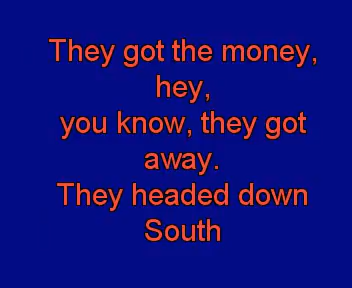 They got the money,
hey,
you know, they got
away.
They headed down
South